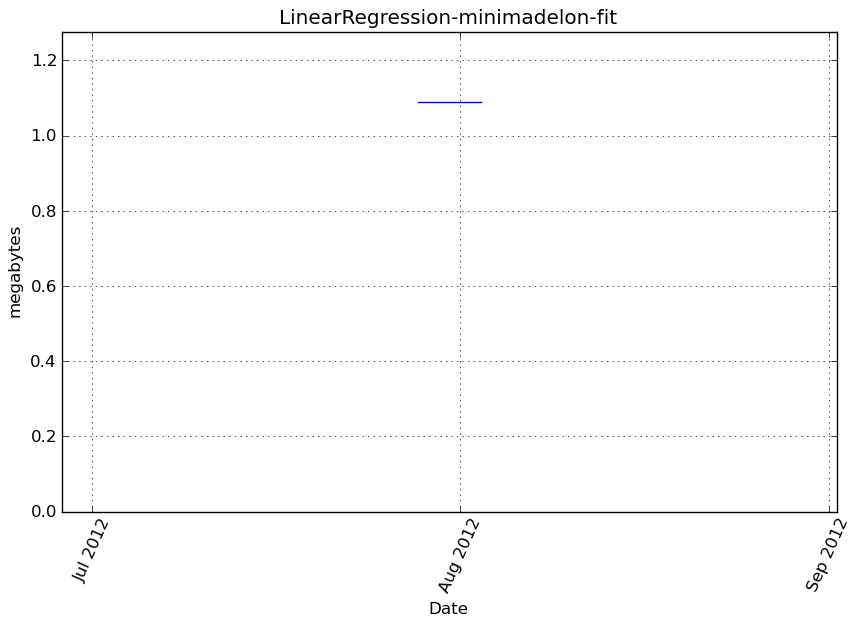 LinearRegression-minimadelon-fit
1.2
1.0
0.8
0.6
0.4
0.2
0.0
megabytes
Jul 2012
Aug 2012
Sep 2012
Date